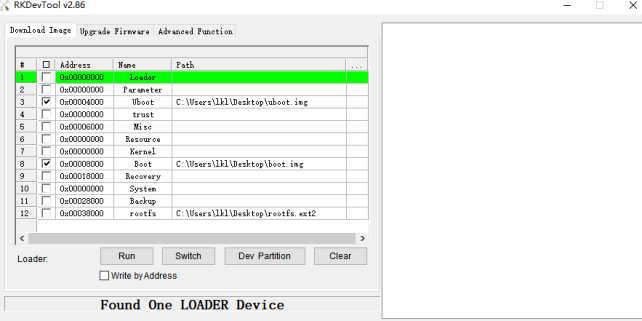 RKDevTool v2.86
Download Image Upgrade Firmware Advanced Function
# Address Name Path ...
1 0x00000000 Loader
2 0x00000000 Parameter
3 0x00004000 Uboot C:\Users\lkl\Desktop\uboot.img
4 0x00000000 trust
5 0x00006000 Misc
6 0x00000000 Resource
7 0x00000000 Kernel
8 0x00008000 Boot C:\Users\lkl\Desktop\boot.img
9 0x00018000 Recovery
10 0x00000000 System
11 0x00028000 Backup
12 0x00038000 rootfs C:\Users\lkl\Desktop\rootfs.ext2
Loader: Run Switch Dev Partition Clear
Write by Address
Found One LOADER Device